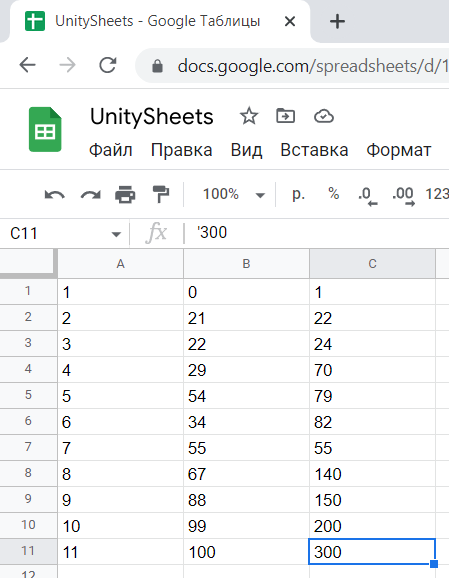 UnitySheets - Google Таблицы
docs.google.com/spreadsheets/d/1
UnitySheets
Файл Правка Вид Вставка Формат
100% р. % .0 .00 123
C11 fx '300
A B C
1 1 0 1
2 2 21 22
3 3 22 24
4 4 29 70
5 5 54 79
6 6 34 82
7 7 55 55
8 8 67 140
9 9 88 150
10 10 99 200
11 11 100 300
12